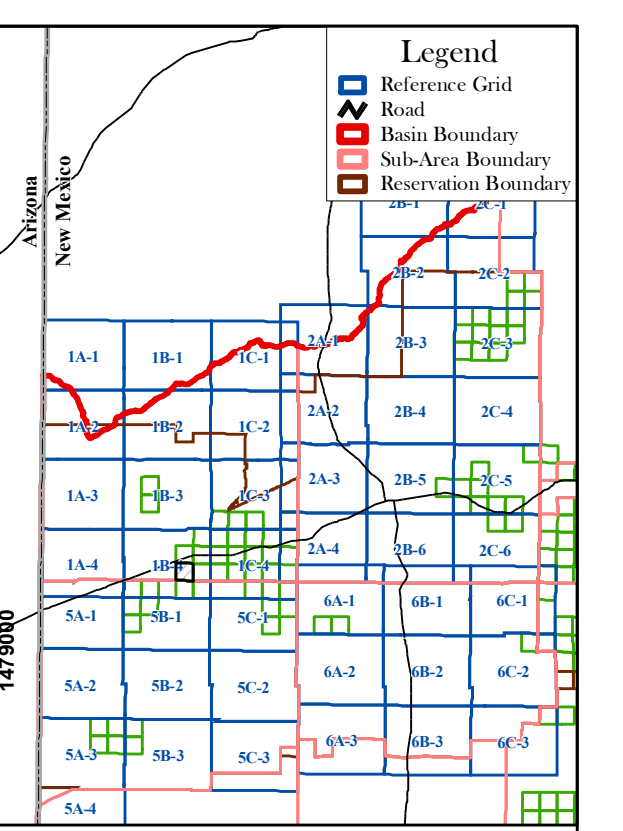 Legend
Reference Grid
Road
Basin Boundary
Sub-Area Boundary
Reservation Boundary
Arizona
New Mexico
2B-1 2C-1
2B-2 2C-2
2A-1 2B-3 2C-3
1A-1 1B-1 1C-1
2A-2 2B-4 2C-4
1A-2 1B-2 1C-2
2A-3 2B-5 2C-5
1A-3 1B-3 1C-3
2A-4 2B-6 2C-6
1A-4 1B-4 1C-4
6A-1 6B-1 6C-1
5A-1 5B-1 5C-1
6A-2 6B-2 6C-2
5A-2 5B-2 5C-2
6A-3 6B-3 6C-3
5A-3 5B-3 5C-3
5A-4
1479000